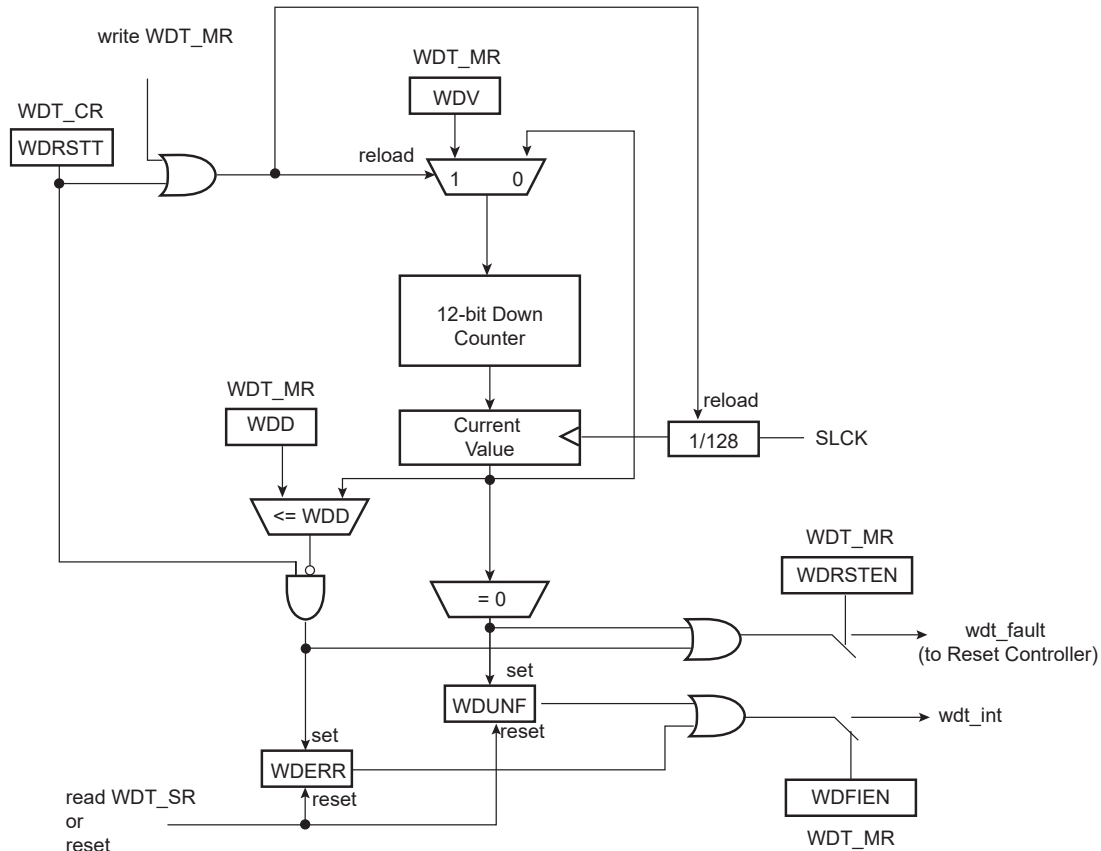 write WDT_MR
WDT_MR
WDV
WDT_CR
WDRSTT
reload
1 0
12-bit Down
Counter
WDT_MR
WDD
Current
Value
reload
1/128
SLCK
<= WDD
= 0
WDT_MR
WDRSTEN
wdt_fault
(to Reset Controller)
set
WDUNF
reset
wdt_int
set
WDERR
reset
WDFIEN
WDT_MR
read WDT_SR
or
reset